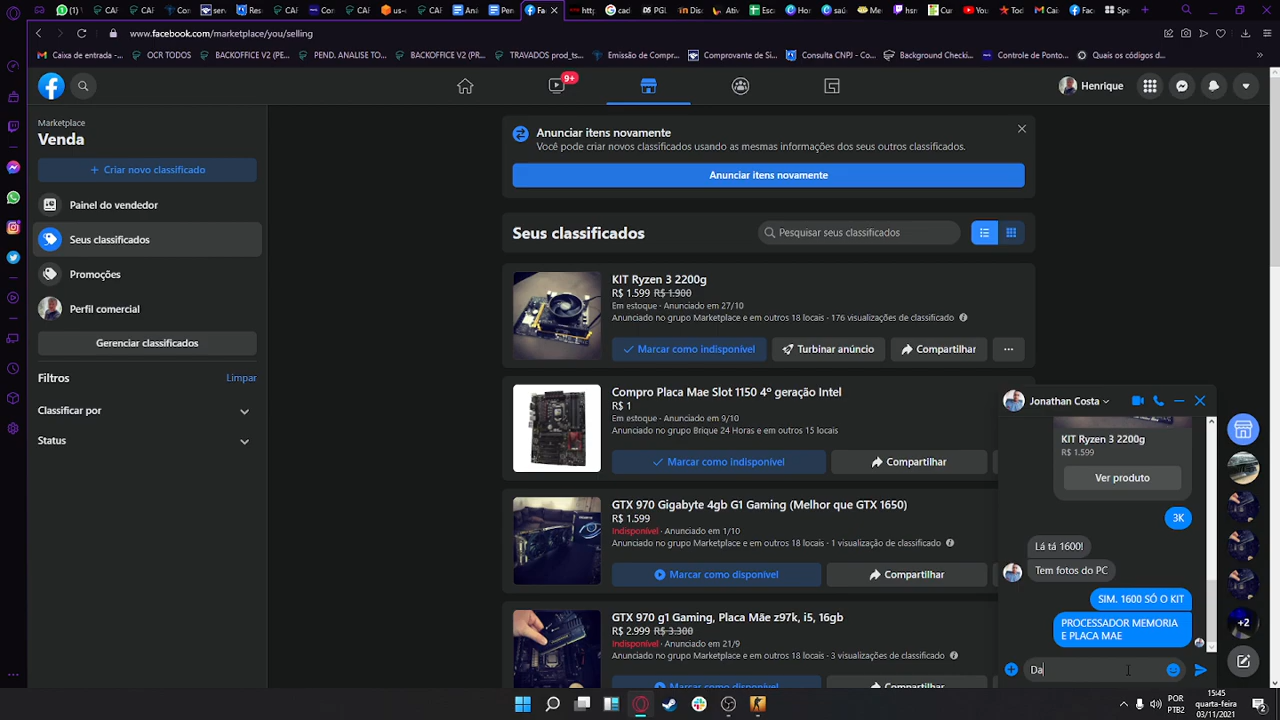 www.facebook.com/marketplace/you/selling
Caixa de entrada -...
OCR TODOS
BACKOFFICE V2 (PE...
PEND. ANALISE TO...
BACKOFFICE V2 (PR...
TRAVADOS prod_ts...
Emissão de Compr...
Comprovante de Si...
Consulta CNPJ - Co...
Background Checki...
Controle de Ponto...
Quais os códigos d...
9+
Henrique
Marketplace
Venda
+ Criar novo classificado
Painel do vendedor
Seus classificados
Promoções
Perfil comercial
Gerenciar classificados
Filtros
Limpar
Classificar por
Status
Anunciar itens novamente
Você pode criar novos classificados usando as mesmas informações dos seus outros classificados.
Anunciar itens novamente
Seus classificados
Pesquisar seus classificados
KIT Ryzen 3 2200g
R$ 1.599 R$ 1.900
Em estoque · Anunciado em 27/10
Anunciado no grupo Marketplace e em outros 18 locais · 176 visualizações de classificado
Marcar como indisponível
Turbinar anúncio
Compartilhar
...
Compro Placa Mae Slot 1150 4º geração Intel
R$ 1
Em estoque · Anunciado em 9/10
Anunciado no grupo Brique 24 Horas e em outros 15 locais
Marcar como indisponível
Compartilhar
GTX 970 Gigabyte 4gb G1 Gaming (Melhor que GTX 1650)
R$ 1.599
Indisponível · Anunciado em 1/10
Anunciado no grupo Marketplace e em outros 18 locais · 1 visualização de classificado
Marcar como disponível
Compartilhar
GTX 970 g1 Gaming, Placa Mãe z97k, i5, 16gb
R$ 2.999 R$ 3.300
Indisponível · Anunciado em 21/9
Anunciado no grupo Marketplace e em outros 18 locais · 3 visualizações de classificado
Marcar como disponível
Compartilhar
Jonathan Costa
KIT Ryzen 3 2200g
R$ 1.599
Ver produto
3K
Lá tá 1600!
Tem fotos do PC
SIM. 1600 SÓ O KIT
PROCESSADOR MEMORIA
E PLACA MAE
Da
+2
POR
PTB2
15:45
quarta-feira
03/11/2021
2